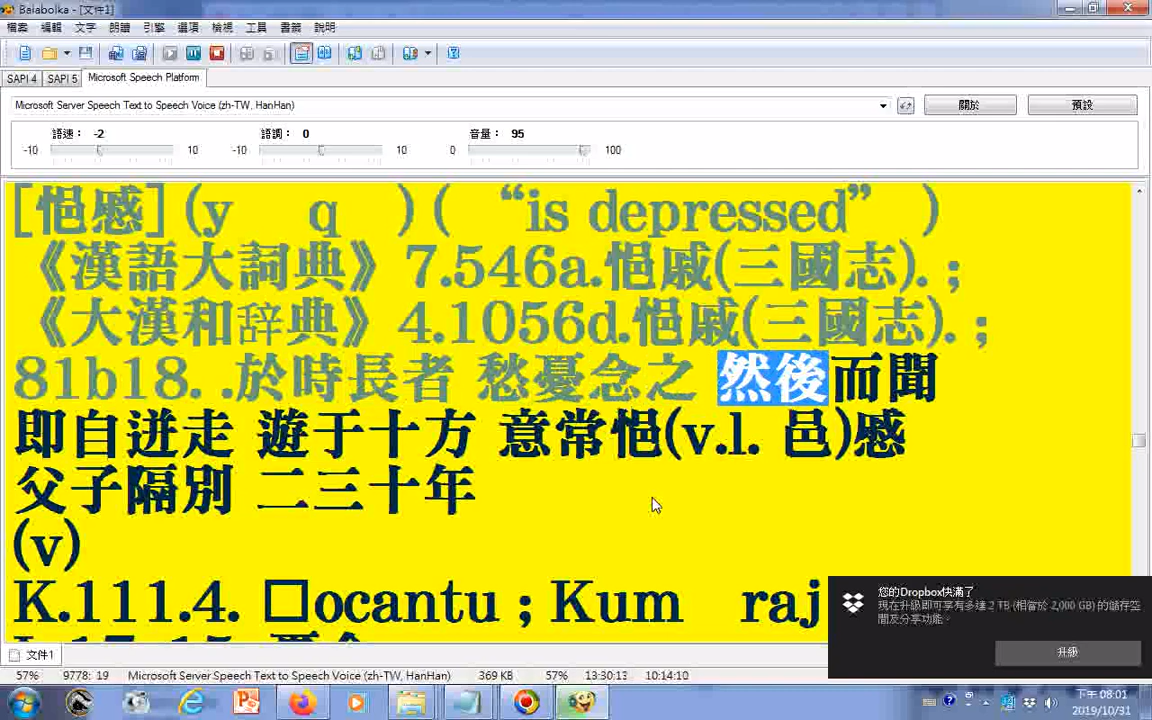 Balabolka - [文件1]
檔案 編輯 文字 朗讀 引擎 選項 檢視 工具 書籤 說明
SAPI 4 SAPI 5 Microsoft Speech Platform
Microsoft Server Speech Text to Speech Voice (zh-TW, HanHan) 關於 預設
語速： -2 語調： 0 音量： 95
-10 10 -10 10 0 100
[悒慼] (y q )( “is depressed” )
《漢語大詞典》 7.546a.悒戚(三國志). ;
《大漢和辞典》 4.1056d.悒戚(三國志). ;
81b18. .於時長者 愁憂念之 然後而聞
即自迸走 遊于十方 意常悒(v.l. 邑)慼
父子隔別 二三十年
(v)
K.111.4. □ocantu ; Kum raj
您的Dropbox快滿了
現在升級即可享有多達 2 TB (相當於 2,000 GB) 的儲存空
間及分享功能。
升級
文件1
57% 9778: 19 Microsoft Server Speech Text to Speech Voice (zh-TW, HanHan) 369 KB 57% 13:30:13 10:14:10
下午 08:01
2019/10/31